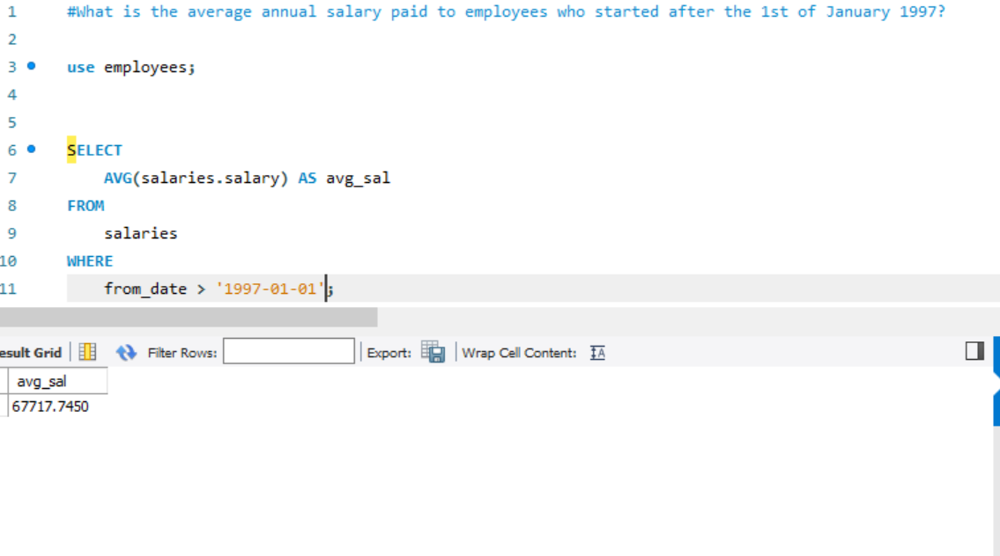 1 #What is the average annual salary paid to employees who started after the 1st of January 1997?
2
3 use employees;
4
5
6 SELECT
7 AVG(salaries.salary) AS avg_sal
8 FROM
9 salaries
10 WHERE
11 from_date > '1997-01-01';
esult Grid Filter Rows: Export: Wrap Cell Content: IA
avg_sal
67717.7450